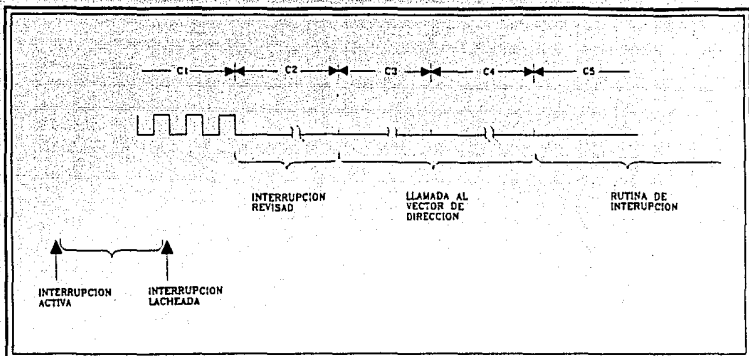 C1 C2 C3 C4 C5
INTERRUPCION
REVISAD
LLAMADA AL
VECTOR DE
DIRECCION
RUTINA DE
INTERUPCION
INTERRUPCION
ACTIVA
INTERRUPCION
LACHEADA